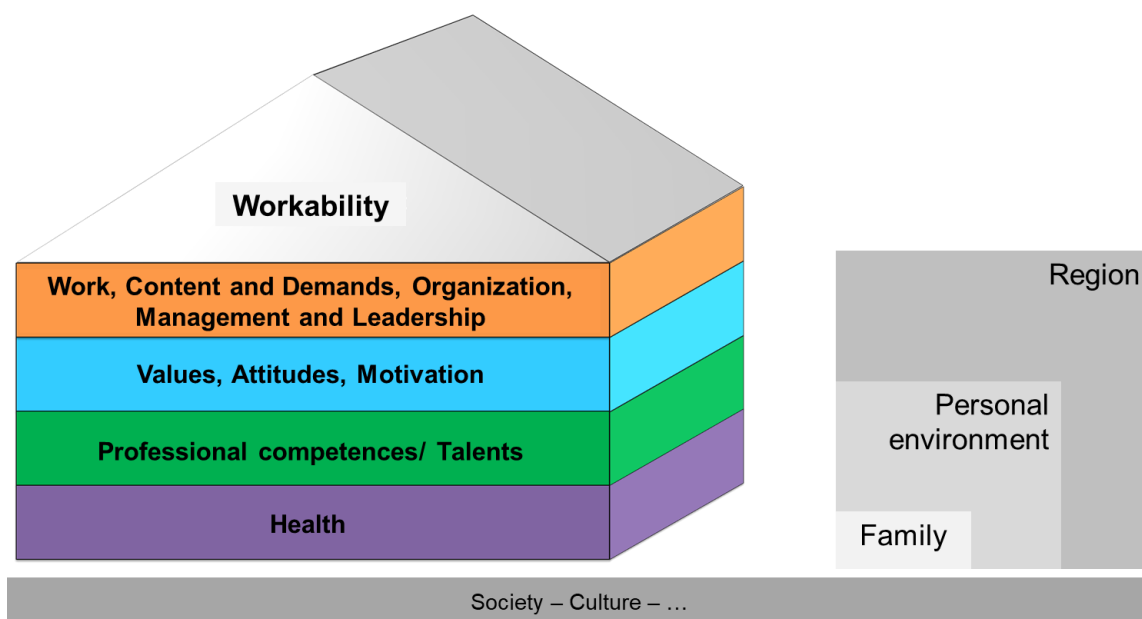 Workability
Work, Content and Demands, Organization,
Management and Leadership
Values, Attitudes, Motivation
Professional competences/ Talents
Health
Region
Personal
environment
Family
Society – Culture – …